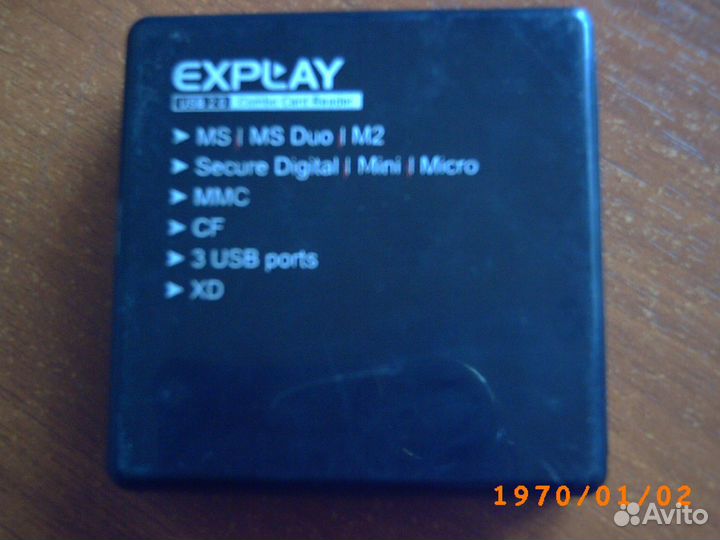 EXPLAY
USB 2.0 Combo Card Reader
➤ MS | MS Duo | M2
➤ Secure Digital | Mini | Micro
➤ MMC
➤ CF
➤ 3 USB ports
➤ XD
1970/01/02
Avito